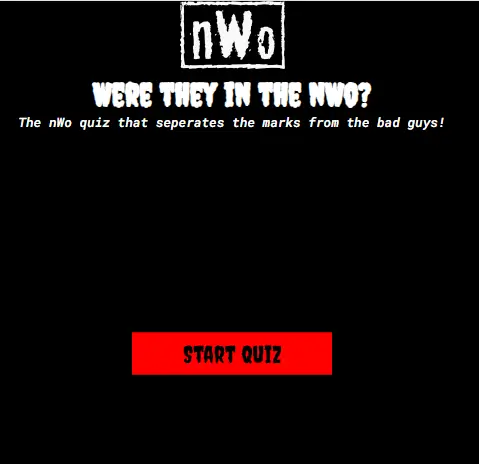 nWo
WERE THEY IN THE NWO?
The nWo quiz that seperates the marks from the bad guys!
START QUIZ